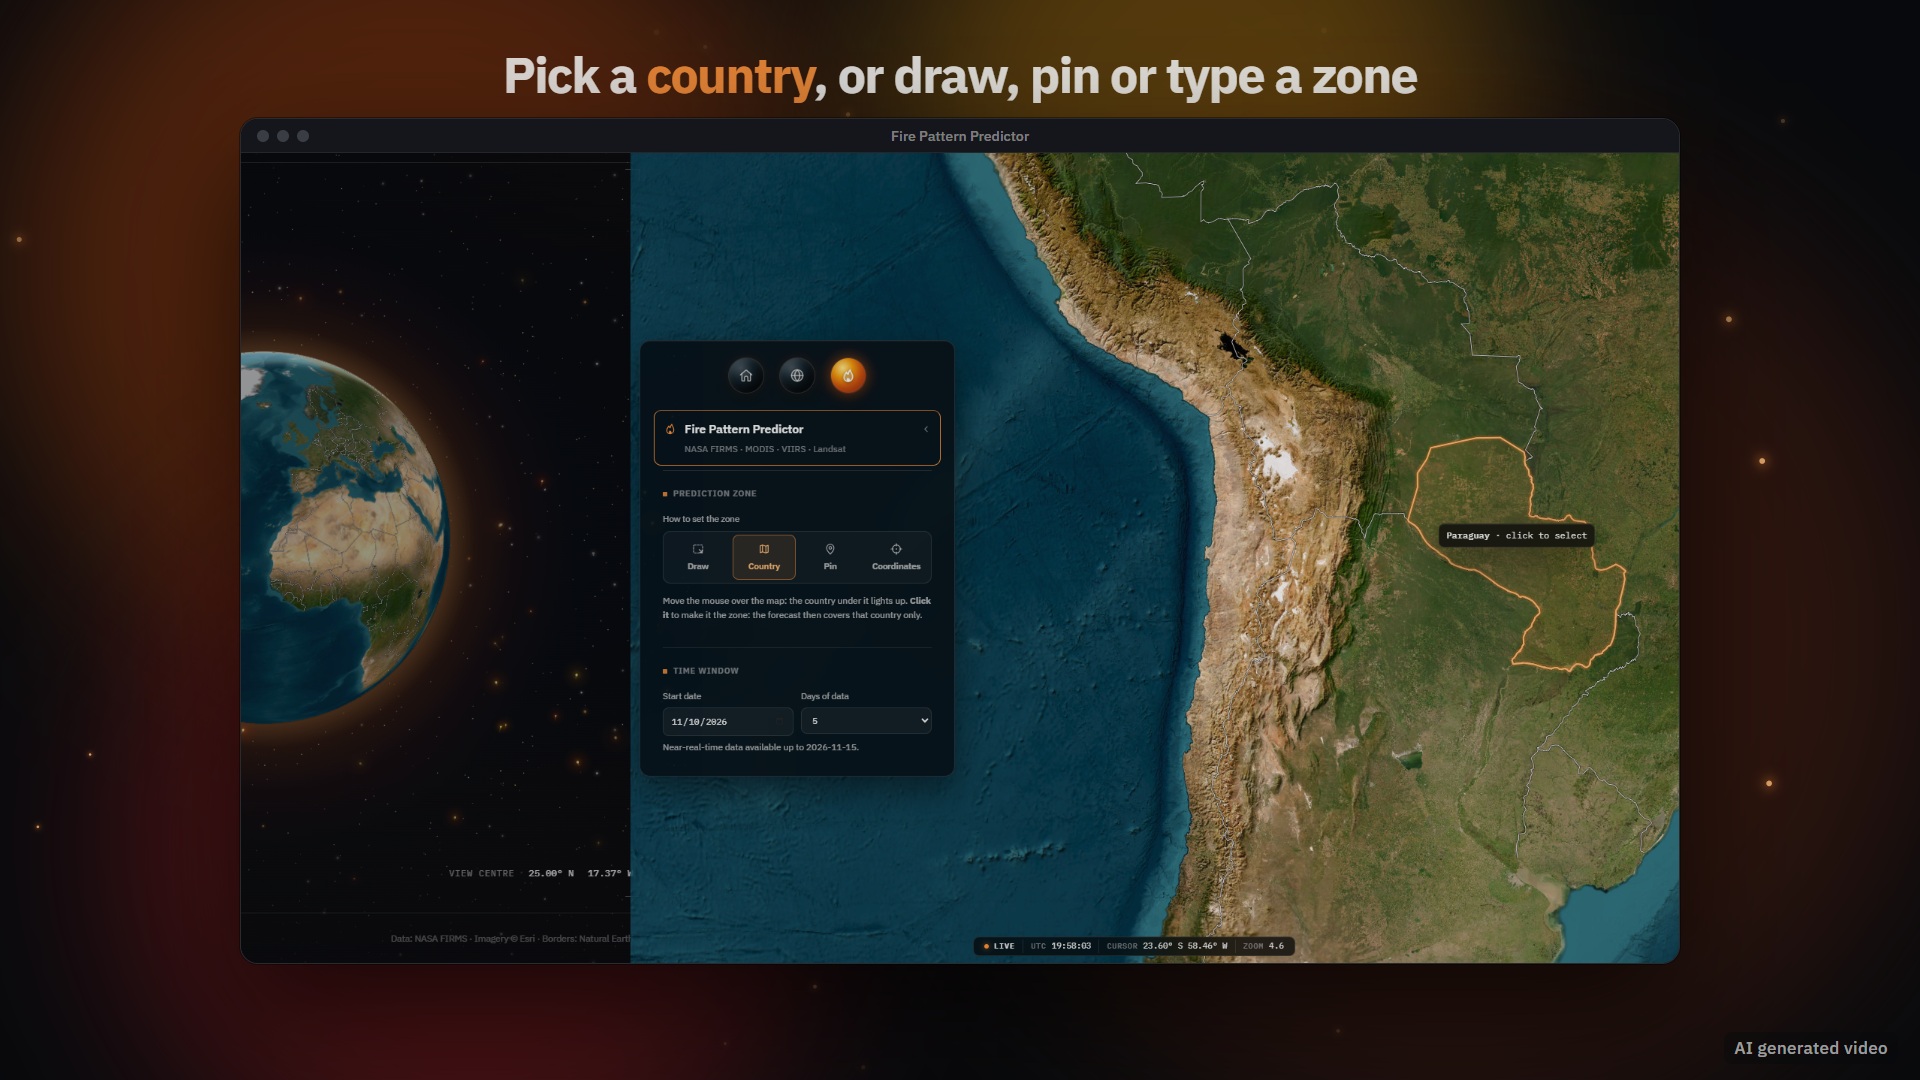 Pick a country, or draw, pin or type a zone
Fire Pattern Predictor
Fire Pattern Predictor
NASA FIRMS · MODIS · VIIRS · Landsat
PREDICTION ZONE
How to set the zone
Draw
Country
Pin
Coordinates
Move the mouse over the map: the country under it lights up. Click
it to make it the zone: the forecast then covers that country only.
TIME WINDOW
Start date
Days of data
11/10/2026
5
Near-real-time data available up to 2026-11-15.
Paraguay · click to select
VIEW CENTRE 25.00° N 17.37° W
Data: NASA FIRMS · Imagery © Esri · Borders: Natural Earth
LIVE UTC 19:58:03 CURSOR 23.60° S 58.46° W ZOOM 4.6
AI generated video